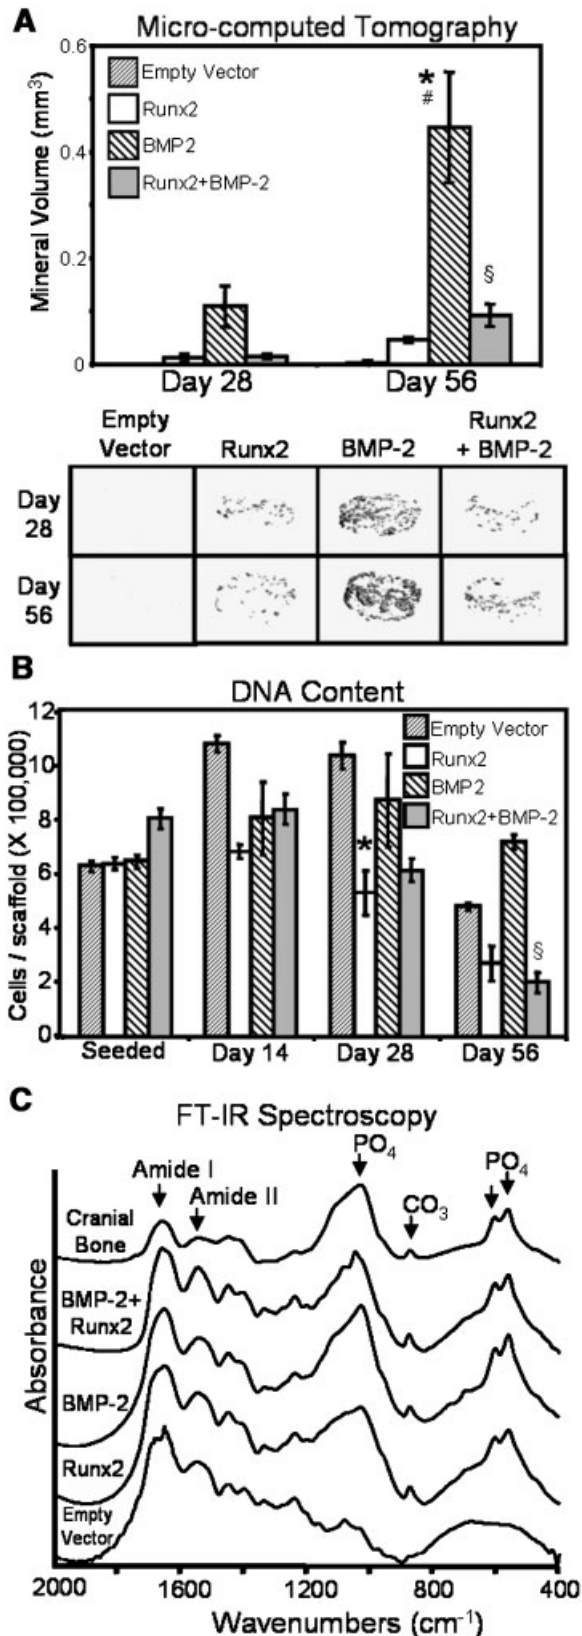 A
Micro-computed Tomography
Mineral Volume (mm³)
0.6
0.4
0.2
0
Empty Vector
Runx2
BMP2
Runx2+BMP-2
*
#
§
Day 28
Day 56
Empty Vector
Runx2
BMP-2
Runx2 + BMP-2
Day 28
Day 56
B
DNA Content
Cells / scaffold (X 100,000)
12
10
8
6
4
2
0
Empty Vector
Runx2
BMP2
Runx2+BMP-2
*
§
Seeded
Day 14
Day 28
Day 56
C
FT-IR Spectroscopy
Absorbance
Amide I
Amide II
PO₄
CO₃
PO₄
Cranial Bone
BMP-2+ Runx2
BMP-2
Runx2
Empty Vector
2000
1600
1200
800
400
Wavenumbers (cm⁻¹)